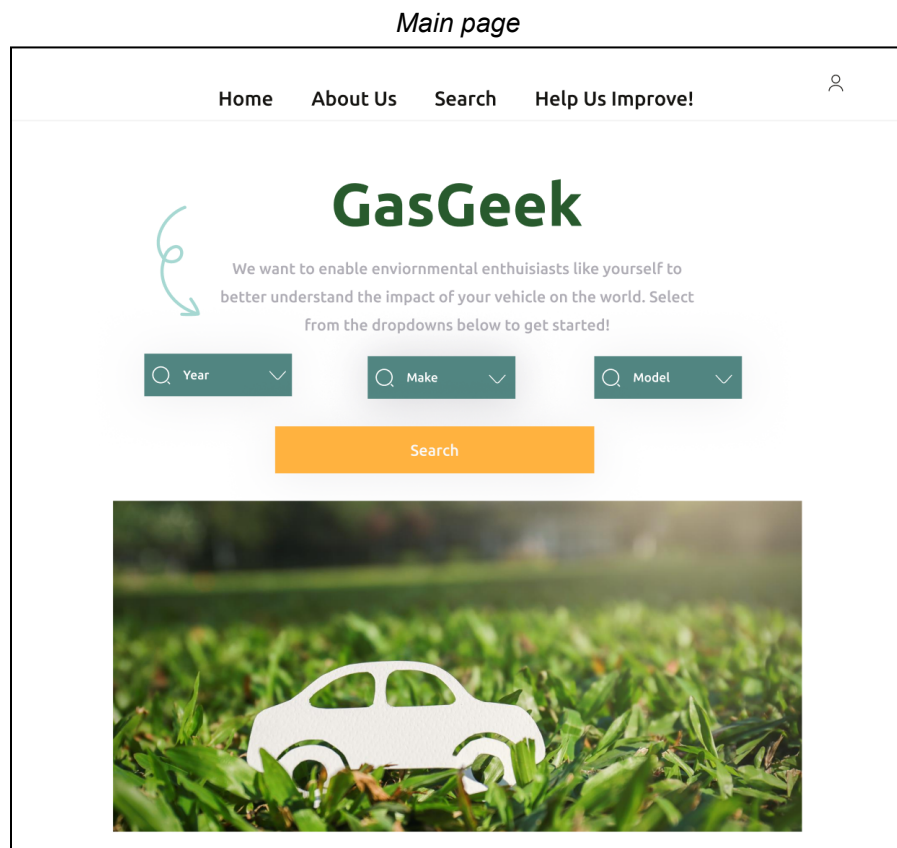 Main page
Home About Us Search Help Us Improve!
GasGeek
We want to enable enviornmental enthuisiasts like yourself to
better understand the impact of your vehicle on the world. Select
from the dropdowns below to get started!
Year Make Model
Search